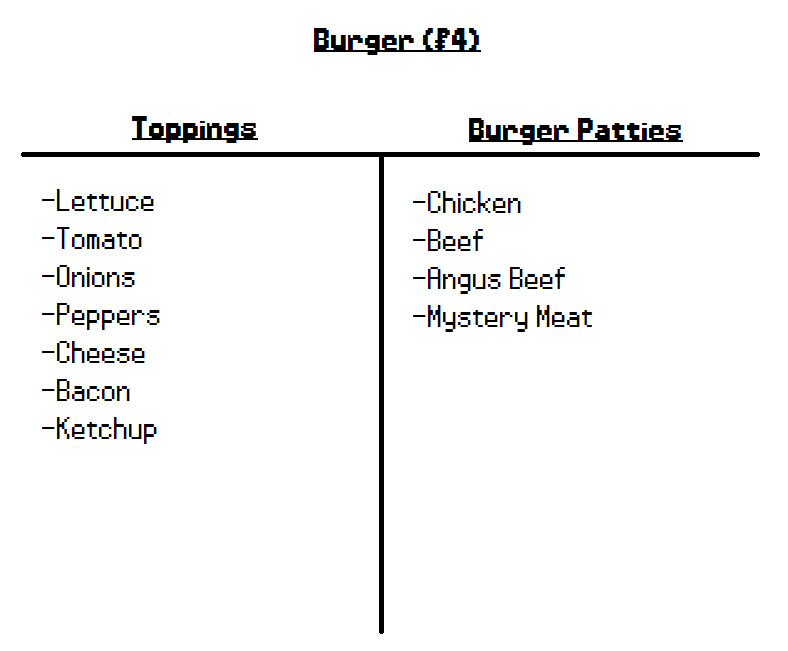 Burger (£4)
Toppings
Burger Patties
-Lettuce
-Tomato
-Onions
-Peppers
-Cheese
-Bacon
-Ketchup
-Chicken
-Beef
-Angus Beef
-Mystery Meat